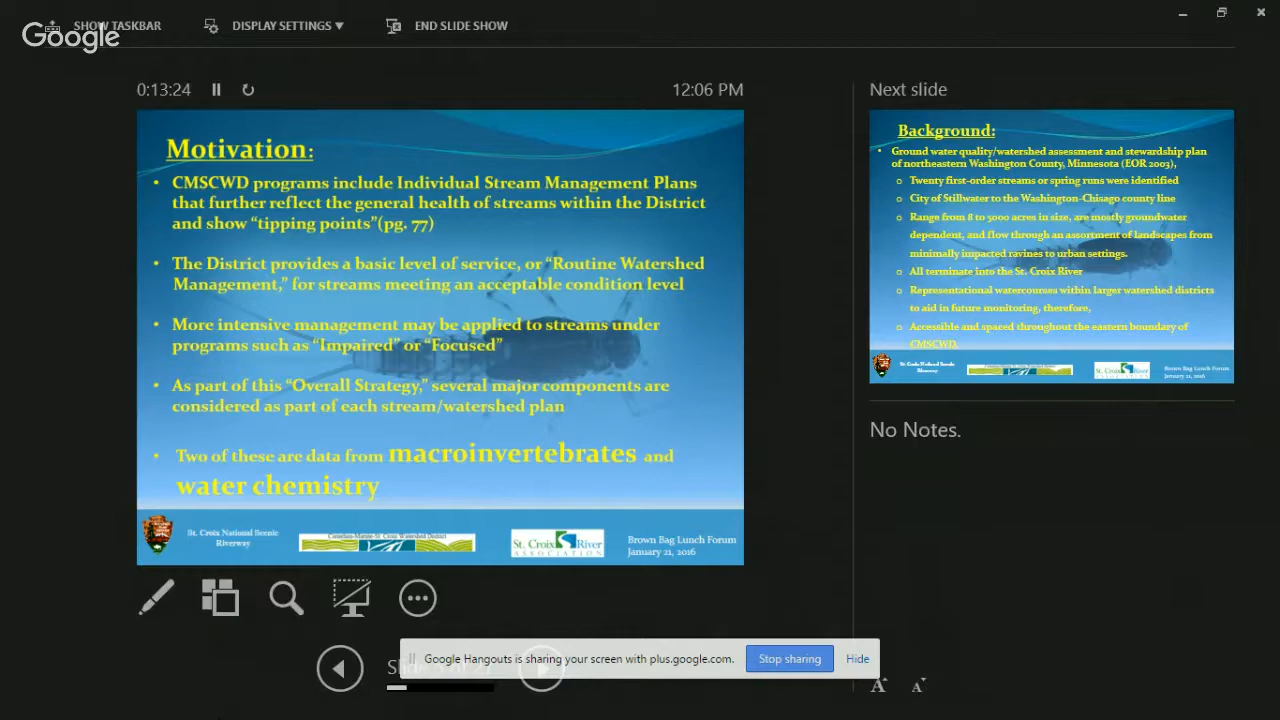 SHOW TASKBAR
DISPLAY SETTINGS
END SLIDE SHOW
Google
0:13:24
12:06 PM
Motivation:
• CMSCWD programs include Individual Stream Management Plans
that further reflect the general health of streams within the District
and show “tipping points”(pg. 77)
• The District provides a basic level of service, or “Routine Watershed
Management,” for streams meeting an acceptable condition level
• More intensive management may be applied to streams under
programs such as “Impaired” or “Focused”
• As part of this “Overall Strategy,” several major components are
considered as part of each stream/watershed plan
• Two of these are data from macroinvertebrates and
water chemistry
St. Croix National Scenic
Riverway
Carnelian-Marine-St. Croix Watershed District
St. Croix River
ASSOCIATION
Brown Bag Lunch Forum
January 21, 2016
Next slide
Background:
• Ground water quality/watershed assessment and stewardship plan
of northeastern Washington County, Minnesota (EOR 2003),
o Twenty first-order streams or spring runs were identified
o City of Stillwater to the Washington-Chisago county line
o Range from 8 to 5000 acres in size, are mostly groundwater
dependent, and flow through an assortment of landscapes from
minimally impacted ravines to urban settings.
o All terminate into the St. Croix River
o Representational watercourses within larger watershed districts
to aid in future monitoring, therefore,
o Accessible and spaced throughout the eastern boundary of
CMSCWD.
St. Croix National Scenic
Riverway
St. Croix River
ASSOCIATION
Brown Bag Lunch Forum
January 21, 2016
No Notes.
Google Hangouts is sharing your screen with plus.google.com.
Stop sharing
Hide
A A